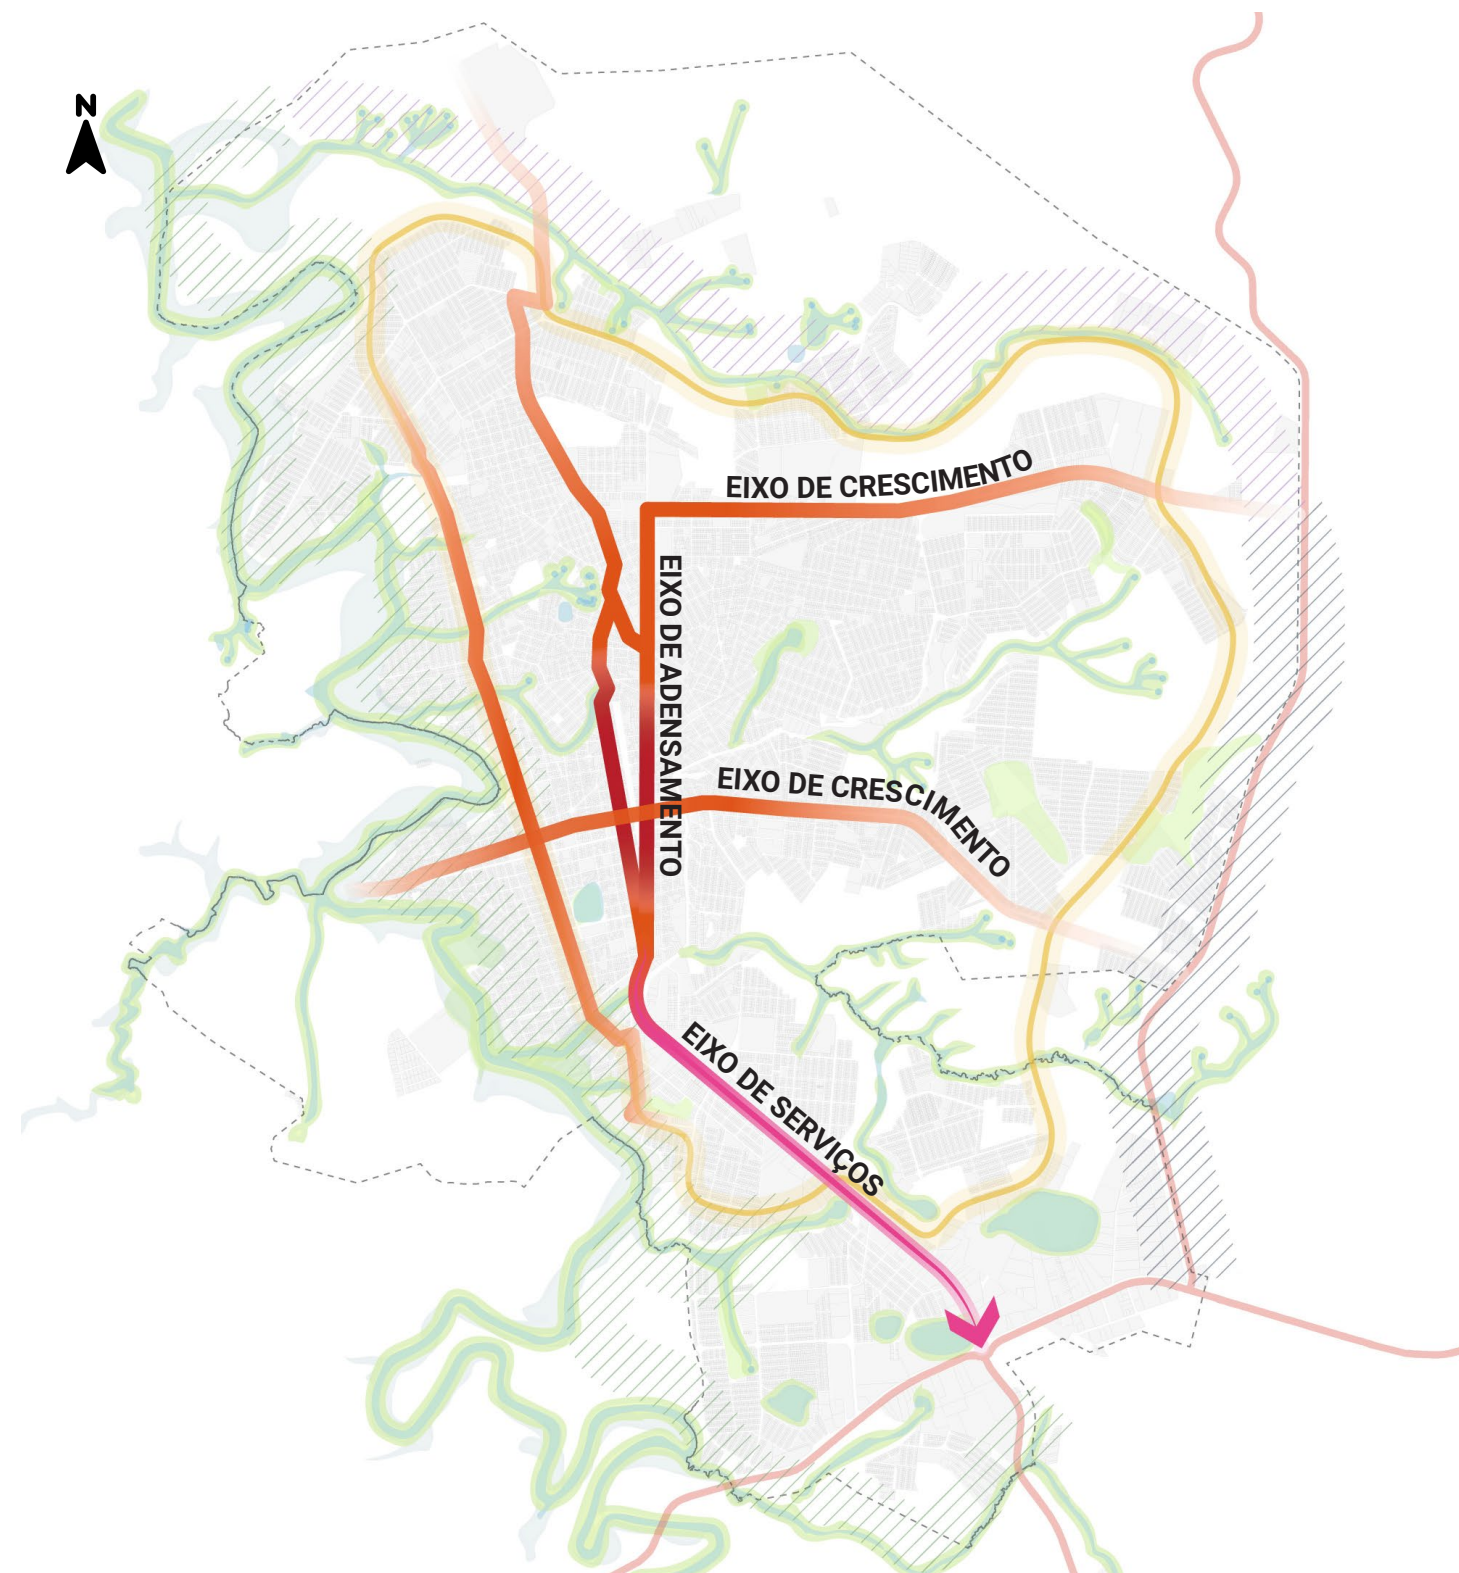 N
EIXO DE CRESCIMENTO
EIXO DE ADENSAMENTO
EIXO DE CRESCIMENTO
EIXO DE SERVIÇOS